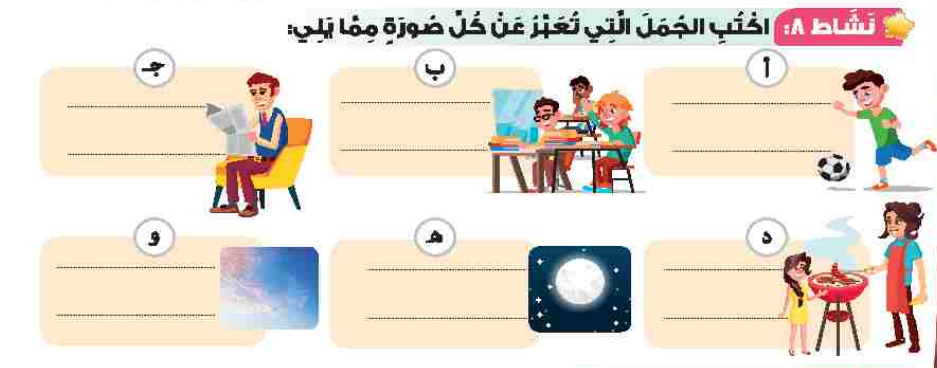 نَشَاط ٨: اكْتُبِ الجُمَلَ الَّتِي تُعَبِّرُ عَنْ كُلِّ صُورَةٍ مِمَّا يَلِي:
أ
ب
جـ
د
هـ
و